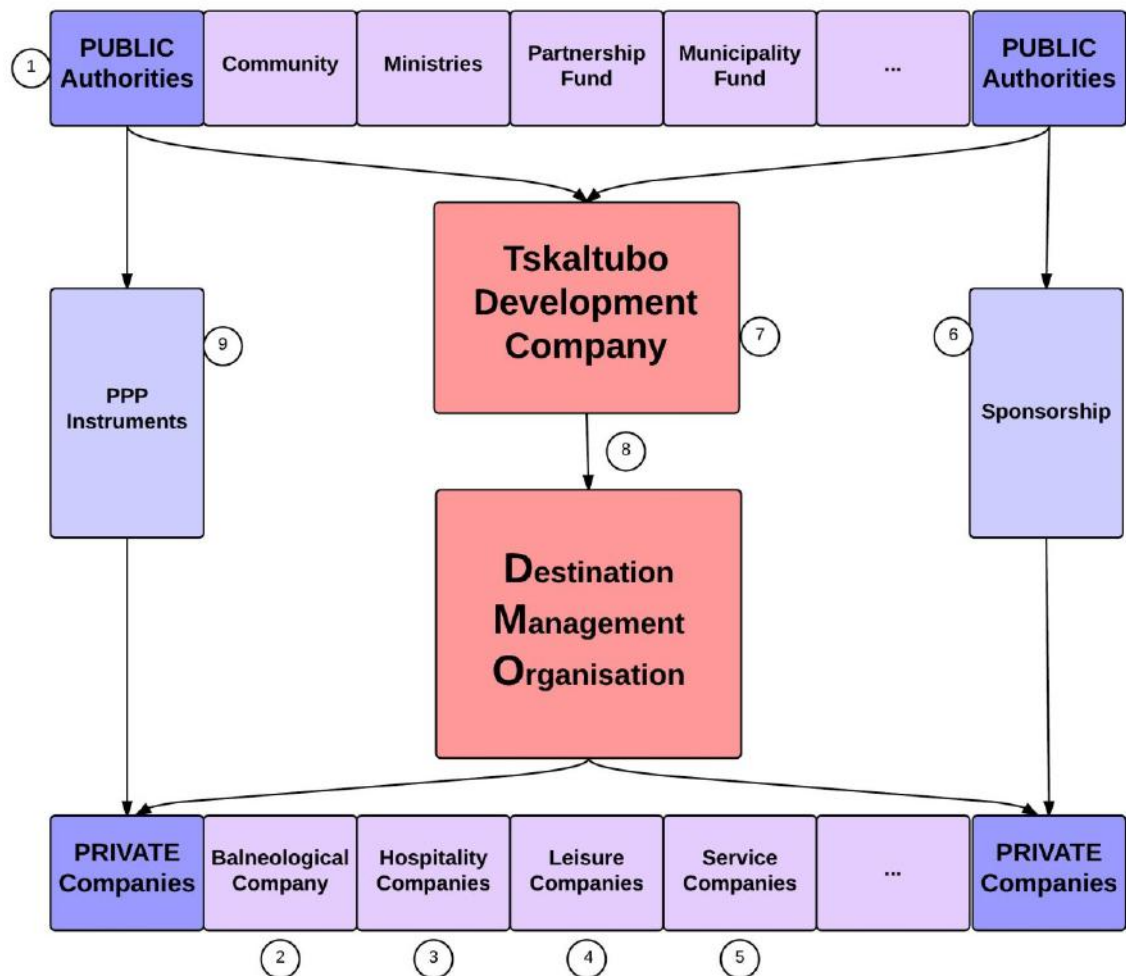 1
PUBLIC
Authorities
Community
Ministries
Partnership
Fund
Municipality
Fund
...
PUBLIC
Authorities
Tskaltubo
Development
Company
7
9
PPP
Instruments
6
Sponsorship
8
Destination
Management
Organisation
PRIVATE
Companies
Balneological
Company
Hospitality
Companies
Leisure
Companies
Service
Companies
...
PRIVATE
Companies
2
3
4
5